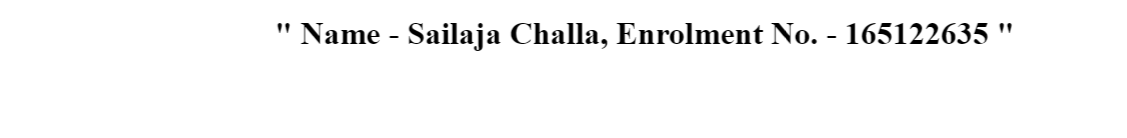 " Name - Sailaja Challa, Enrolment No. - 165122635 "